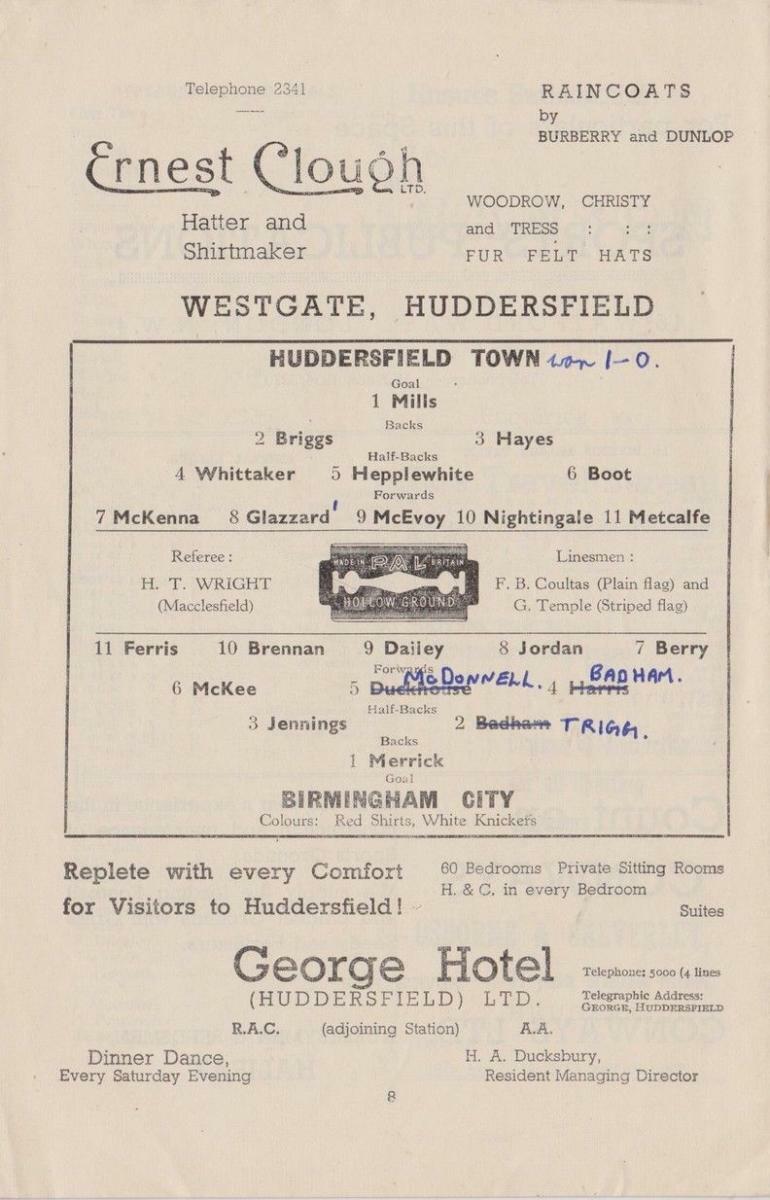 Telephone 2341
Ernest Clough LTD.
Hatter and
Shirtmaker
RAINCOATS
by
BURBERRY and DUNLOP
WOODROW, CHRISTY
and TRESS : : :
FUR FELT HATS
WESTGATE, HUDDERSFIELD
HUDDERSFIELD TOWN won 1-0.
Goal
1 Mills
Backs
2 Briggs 3 Hayes
Half-Backs
4 Whittaker 5 Hepplewhite 6 Boot
Forwards
7 McKenna 8 Glazzard' 9 McEvoy 10 Nightingale 11 Metcalfe
Referee :
H. T. WRIGHT
(Macclesfield)
MADE IN PAL BRITAIN
HOLLOW GROUND
Linesmen :
F. B. Coultas (Plain flag) and
G. Temple (Striped flag)
11 Ferris 10 Brennan 9 Dailey 8 Jordan 7 Berry
Forwards
6 McKee 5 Duckhouse McDONNELL. 4 Harris BADHAM.
Half-Backs
3 Jennings 2 Badham TRIGG.
Backs
1 Merrick
Goal
BIRMINGHAM CITY
Colours: Red Shirts, White Knickers
Replete with every Comfort
for Visitors to Huddersfield!
60 Bedrooms Private Sitting Rooms
H. & C. in every Bedroom
Suites
George Hotel
(HUDDERSFIELD) LTD.
Telephone: 5000 (4 lines
Telegraphic Address:
GEORGE, HUDDERSFIELD
R.A.C. (adjoining Station) A.A.
Dinner Dance,
Every Saturday Evening
H. A. Ducksbury,
Resident Managing Director
8